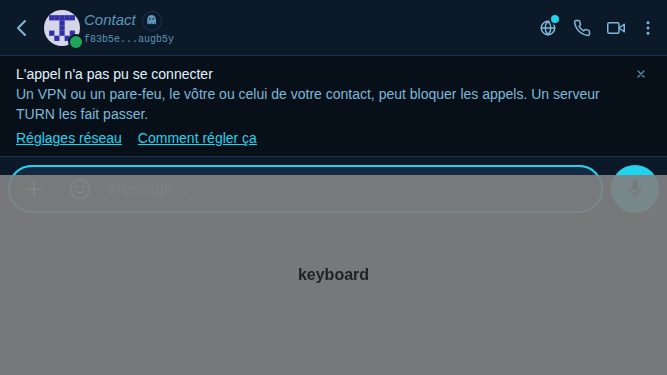 Contact
f83b5e...augb5y
L'appel n'a pas pu se connecter
Un VPN ou un pare-feu, le vôtre ou celui de votre contact, peut bloquer les appels. Un serveur
TURN les fait passer.
Réglages réseau Comment régler ça
Message...
keyboard